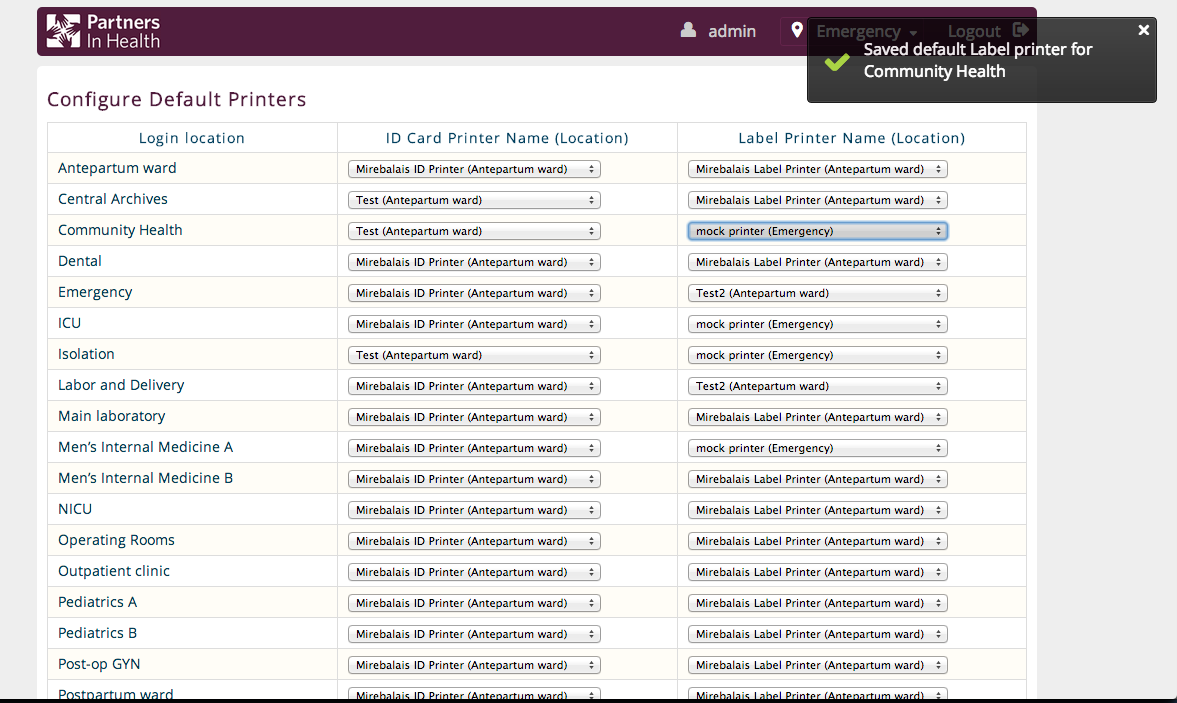 Partners
In Health
admin
Emergency
Logout
Saved default Label printer for
Community Health
Configure Default Printers
Login location ID Card Printer Name (Location) Label Printer Name (Location)
Antepartum ward Mirebalais ID Printer (Antepartum ward) Mirebalais Label Printer (Antepartum ward)
Central Archives Test (Antepartum ward) Mirebalais Label Printer (Antepartum ward)
Community Health Test (Antepartum ward) mock printer (Emergency)
Dental Mirebalais ID Printer (Antepartum ward) Mirebalais Label Printer (Antepartum ward)
Emergency Mirebalais ID Printer (Antepartum ward) Test2 (Antepartum ward)
ICU Mirebalais ID Printer (Antepartum ward) mock printer (Emergency)
Isolation Test (Antepartum ward) mock printer (Emergency)
Labor and Delivery Mirebalais ID Printer (Antepartum ward) Test2 (Antepartum ward)
Main laboratory Mirebalais ID Printer (Antepartum ward) Mirebalais Label Printer (Antepartum ward)
Men’s Internal Medicine A Mirebalais ID Printer (Antepartum ward) mock printer (Emergency)
Men’s Internal Medicine B Mirebalais ID Printer (Antepartum ward) Mirebalais Label Printer (Antepartum ward)
NICU Mirebalais ID Printer (Antepartum ward) Mirebalais Label Printer (Antepartum ward)
Operating Rooms Mirebalais ID Printer (Antepartum ward) Mirebalais Label Printer (Antepartum ward)
Outpatient clinic Mirebalais ID Printer (Antepartum ward) Mirebalais Label Printer (Antepartum ward)
Pediatrics A Mirebalais ID Printer (Antepartum ward) Mirebalais Label Printer (Antepartum ward)
Pediatrics B Mirebalais ID Printer (Antepartum ward) Mirebalais Label Printer (Antepartum ward)
Post-op GYN Mirebalais ID Printer (Antepartum ward) Mirebalais Label Printer (Antepartum ward)
Postpartum ward Mirebalais ID Printer (Antepartum ward) Mirebalais Label Printer (Antepartum ward)